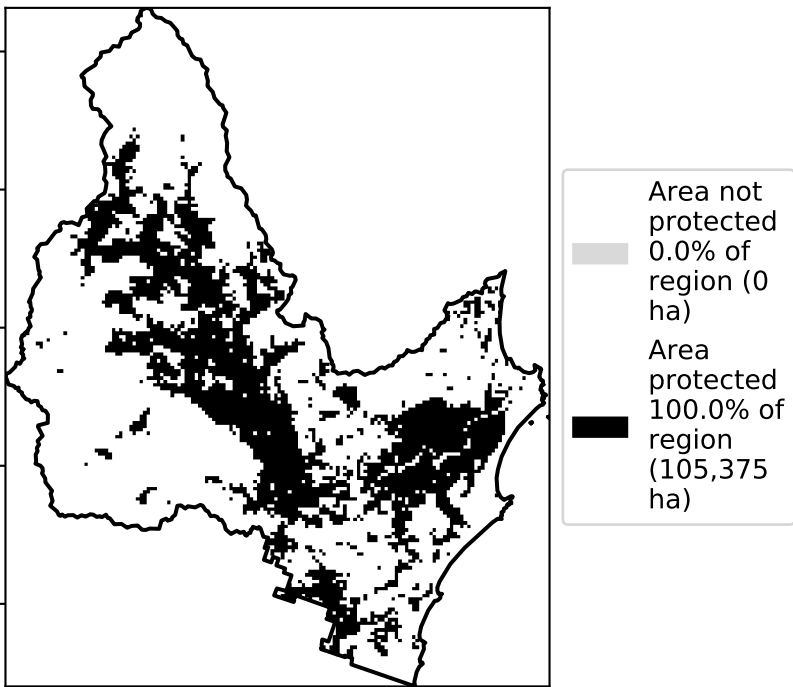 Area not
protected
0.0% of
region (0
ha)
Area
protected
100.0% of
region
(105,375
ha)